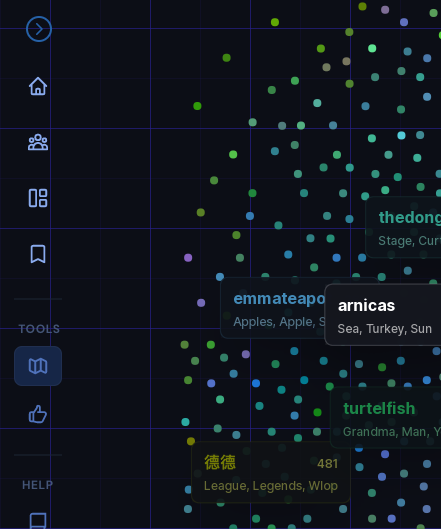 thedong
Stage, Cur
emmateapo
Apples, Apple, S
arnicas
Sea, Turkey, Sun
TOOLS
turtelfish
Grandma, Man, Y
德德 481
League, Legends, Wlop
HELP